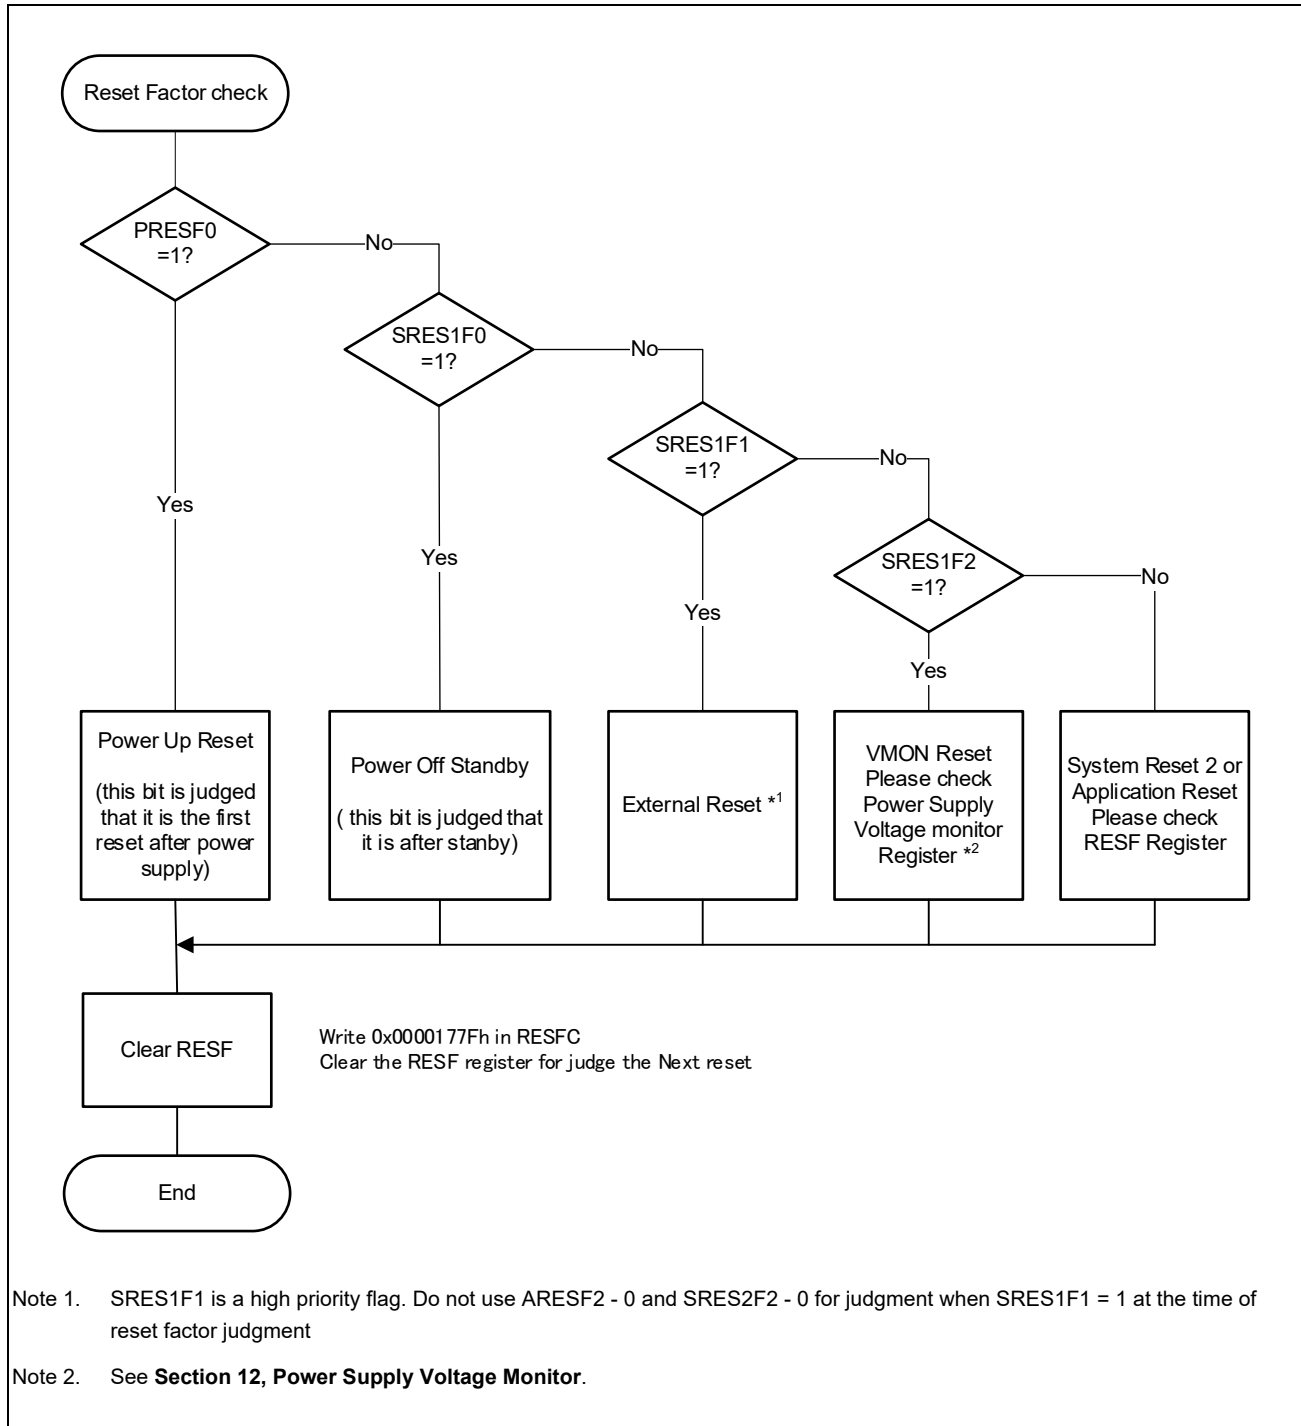 Reset Factor check
PRESF0
=1?
No
SRES1F0
=1?
No
SRES1F1
=1?
No
SRES1F2
=1?
No
Yes
Yes
Yes
Yes
Power Up Reset
(this bit is judged
that it is the first
reset after power
supply)
Power Off Standby
( this bit is judged that
it is after stanby)
External Reset *1
VMON Reset
Please check
Power Supply
Voltage monitor
Register *2
System Reset 2 or
Application Reset
Please check
RESF Register
Clear RESF
Write 0x0000177Fh in RESFC
Clear the RESF register for judge the Next reset
End
Note 1. SRES1F1 is a high priority flag. Do not use ARESF2 - 0 and SRES2F2 - 0 for judgment when SRES1F1 = 1 at the time of
reset factor judgment
Note 2. See Section 12, Power Supply Voltage Monitor.